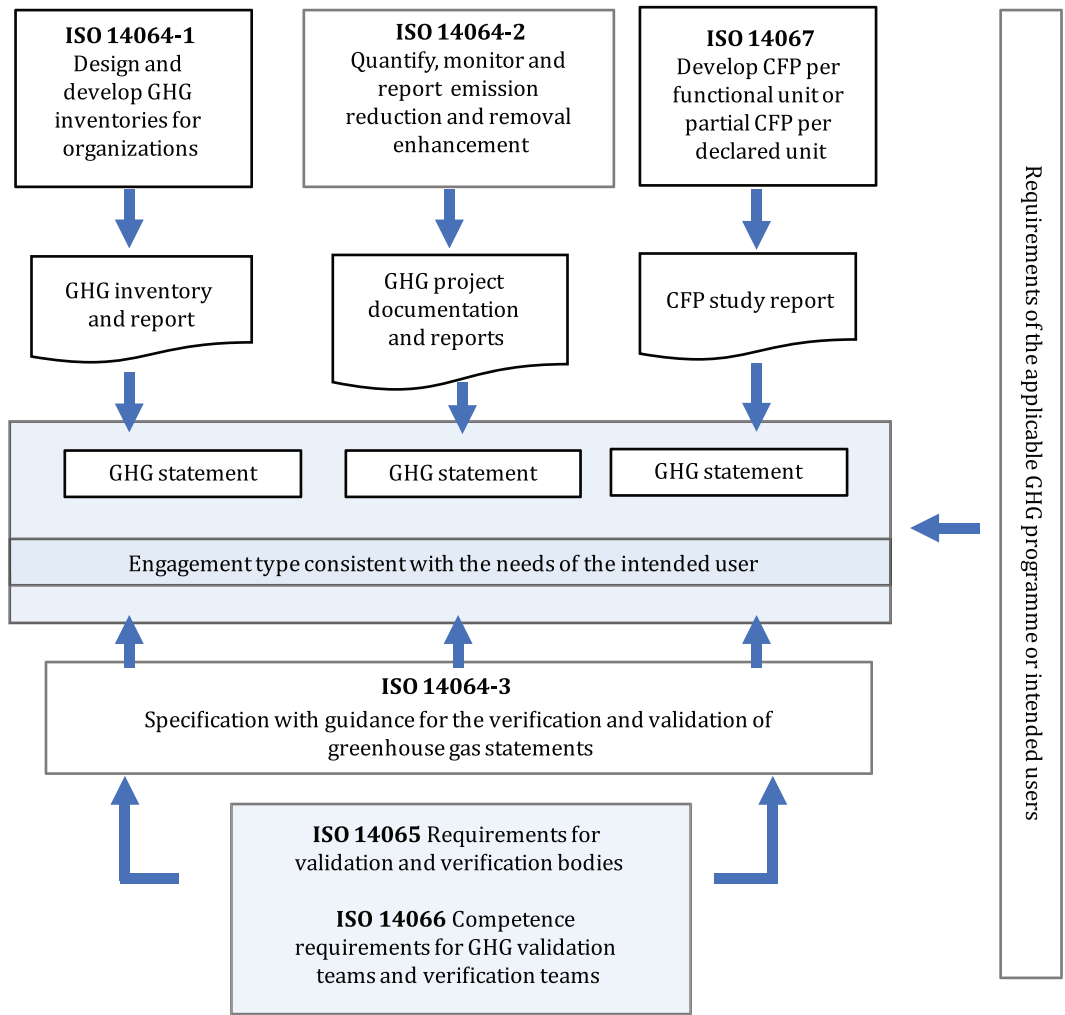 ISO 14064-1
Design and
develop GHG
inventories for
organizations
ISO 14064-2
Quantify, monitor and
report emission
reduction and removal
enhancement
ISO 14067
Develop CFP per
functional unit or
partial CFP per
declared unit
GHG inventory
and report
GHG project
documentation
and reports
CFP study report
GHG statement
GHG statement
GHG statement
Engagement type consistent with the needs of the intended user
ISO 14064-3
Specification with guidance for the verification and validation of
greenhouse gas statements
ISO 14065 Requirements for
validation and verification bodies
ISO 14066 Competence
requirements for GHG validation
teams and verification teams
Requirements of the applicable GHG programme or intended users